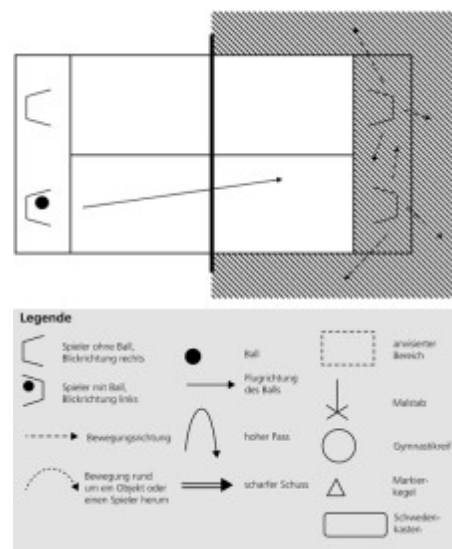 Legende
Spieler ohne Ball,
Blickrichtung rechts
Spieler mit Ball,
Blickrichtung links
Bewegungsrichtung
Bewegung rund
um ein Objekt oder
einen Spieler herum
Ball
Flugrichtung
des Balls
hoher Pass
scharfer Schuss
anvisierter
Bereich
Malstab
Gymnastikreif
Markier-
kegel
Schweden-
kasten